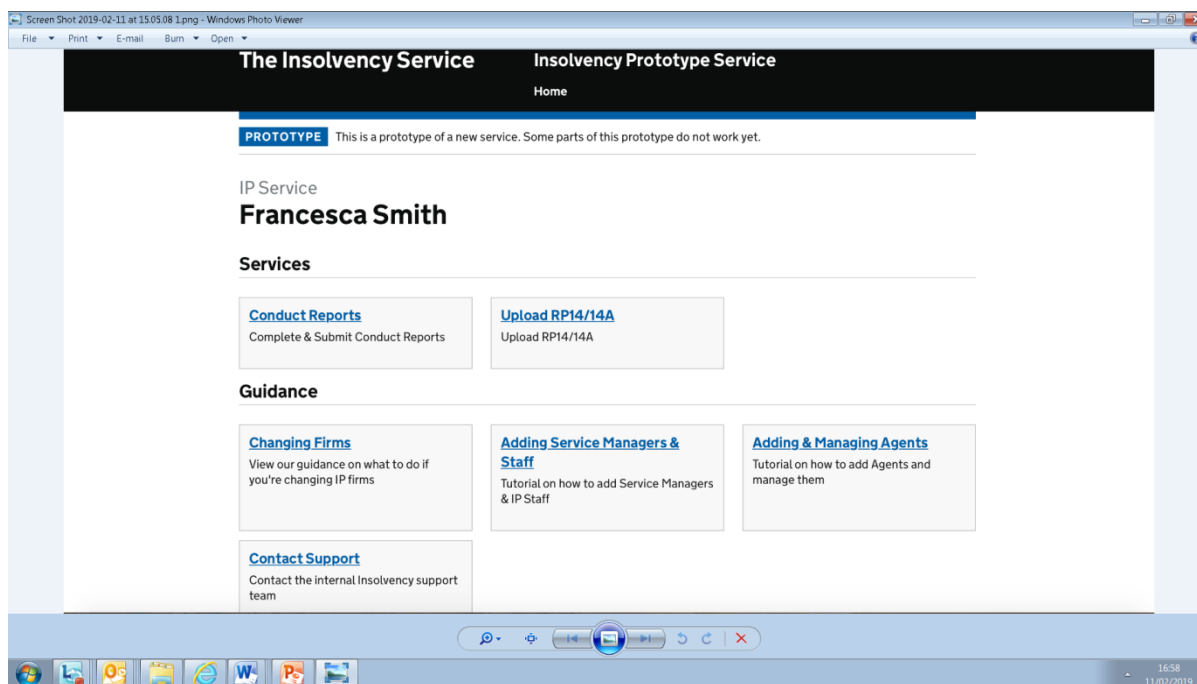 Screen Shot 2019-02-11 at 15.05.08 1.png - Windows Photo Viewer
File Print E-mail Burn Open
The Insolvency Service
Insolvency Prototype Service
Home
PROTOTYPE This is a prototype of a new service. Some parts of this prototype do not work yet.
IP Service
Francesca Smith
Services
Conduct Reports
Complete & Submit Conduct Reports
Upload RP14/14A
Upload RP14/14A
Guidance
Changing Firms
View our guidance on what to do if
you're changing IP firms
Adding Service Managers &
Staff
Tutorial on how to add Service Managers
& IP Staff
Adding & Managing Agents
Tutorial on how to add Agents and
manage them
Contact Support
Contact the internal Insolvency support
team
16:58
11/02/2019